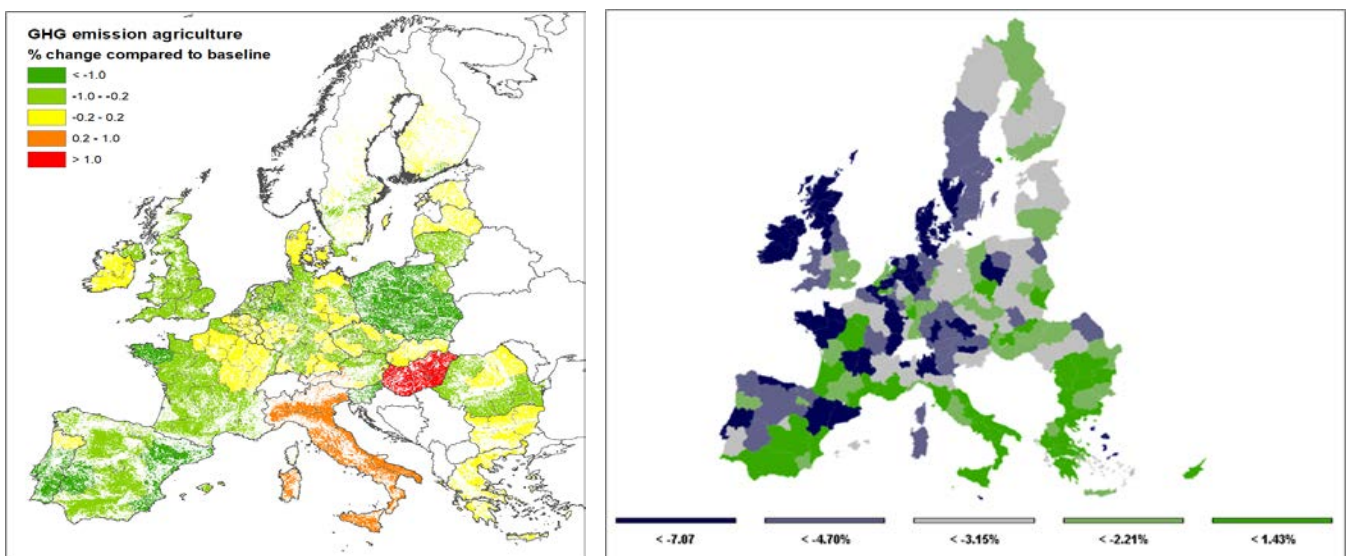 GHG emission agriculture
% change compared to baseline
< -1.0
-1.0 - -0.2
-0.2 - 0.2
0.2 - 1.0
> 1.0
< -7.07
< -4.70%
< -3.15%
< -2.21%
< 1.43%